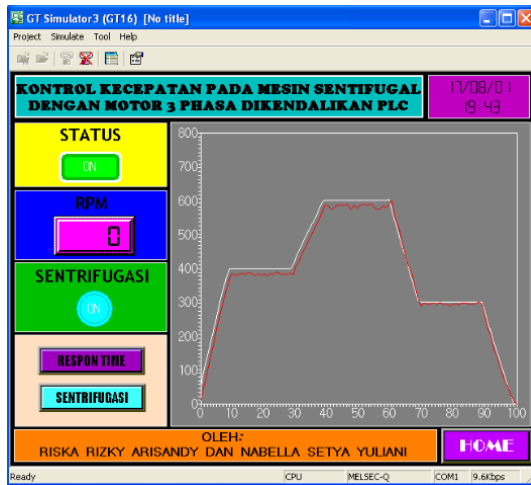 GT Simulator3 (GT16) [No title]
Project Simulate Tool Help
KONTROL KECEPATAN PADA MESIN SENTIFUGAL
DENGAN MOTOR 3 PHASA DIKENDALIKAN PLC
17/08/01
19:43
STATUS
ON
RPM
0
SENTRIFUGASI
ON
RESPON TIME
SENTRIFUGASI
800
700
600
500
400
300
200
100
0
0 10 20 30 40 50 60 70 80 90 100
OLEH:
RISKA RIZKY ARISANDY DAN NABELLA SETYA YULIANI
HOME
Ready CPU MELSEC-Q COM1 9.6Kbps